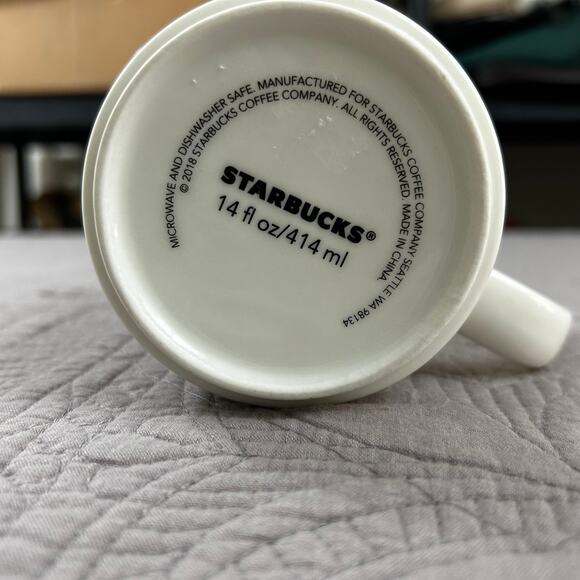 MICROWAVE AND DISHWASHER SAFE. MANUFACTURED FOR STARBUCKS COFFEE COMPANY SEATTLE WA 98134
© 2018 STARBUCKS COFFEE COMPANY. ALL RIGHTS RESERVED. MADE IN CHINA.
STARBUCKS®
14 fl oz/414 ml